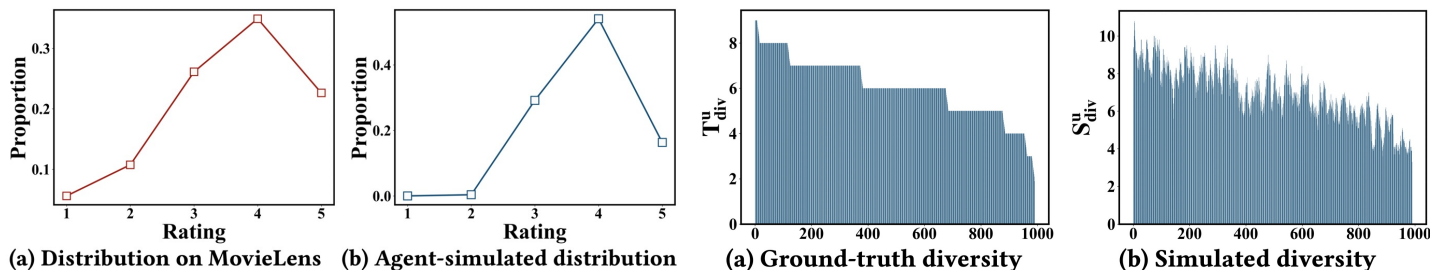 0.3
0.2
0.1
Proportion
1 2 3 4 5
Rating
(a) Distribution on MovieLens
0.4
0.2
0.0
Proportion
1 2 3 4 5
Rating
(b) Agent-simulated distribution
8
6
4
2
0
T^u_div
0 200 400 600 800 1000
(a) Ground-truth diversity
10
8
6
4
2
0
S^u_div
0 200 400 600 800 1000
(b) Simulated diversity